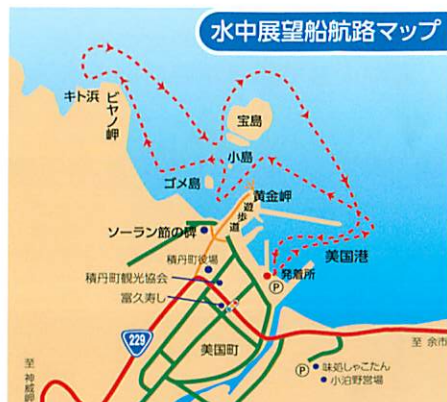 水中展望船航路マップ
キト浜
ビヤノ岬
宝島
小島
ゴメ島
黄金岬
遊歩道
ソーラン節の碑
美国港
積丹町役場
発着所
P
積丹町観光協会
富久寿し
229
美国町
至 余市
P
味処しゃこたん
小泊野営場
至 神威岬